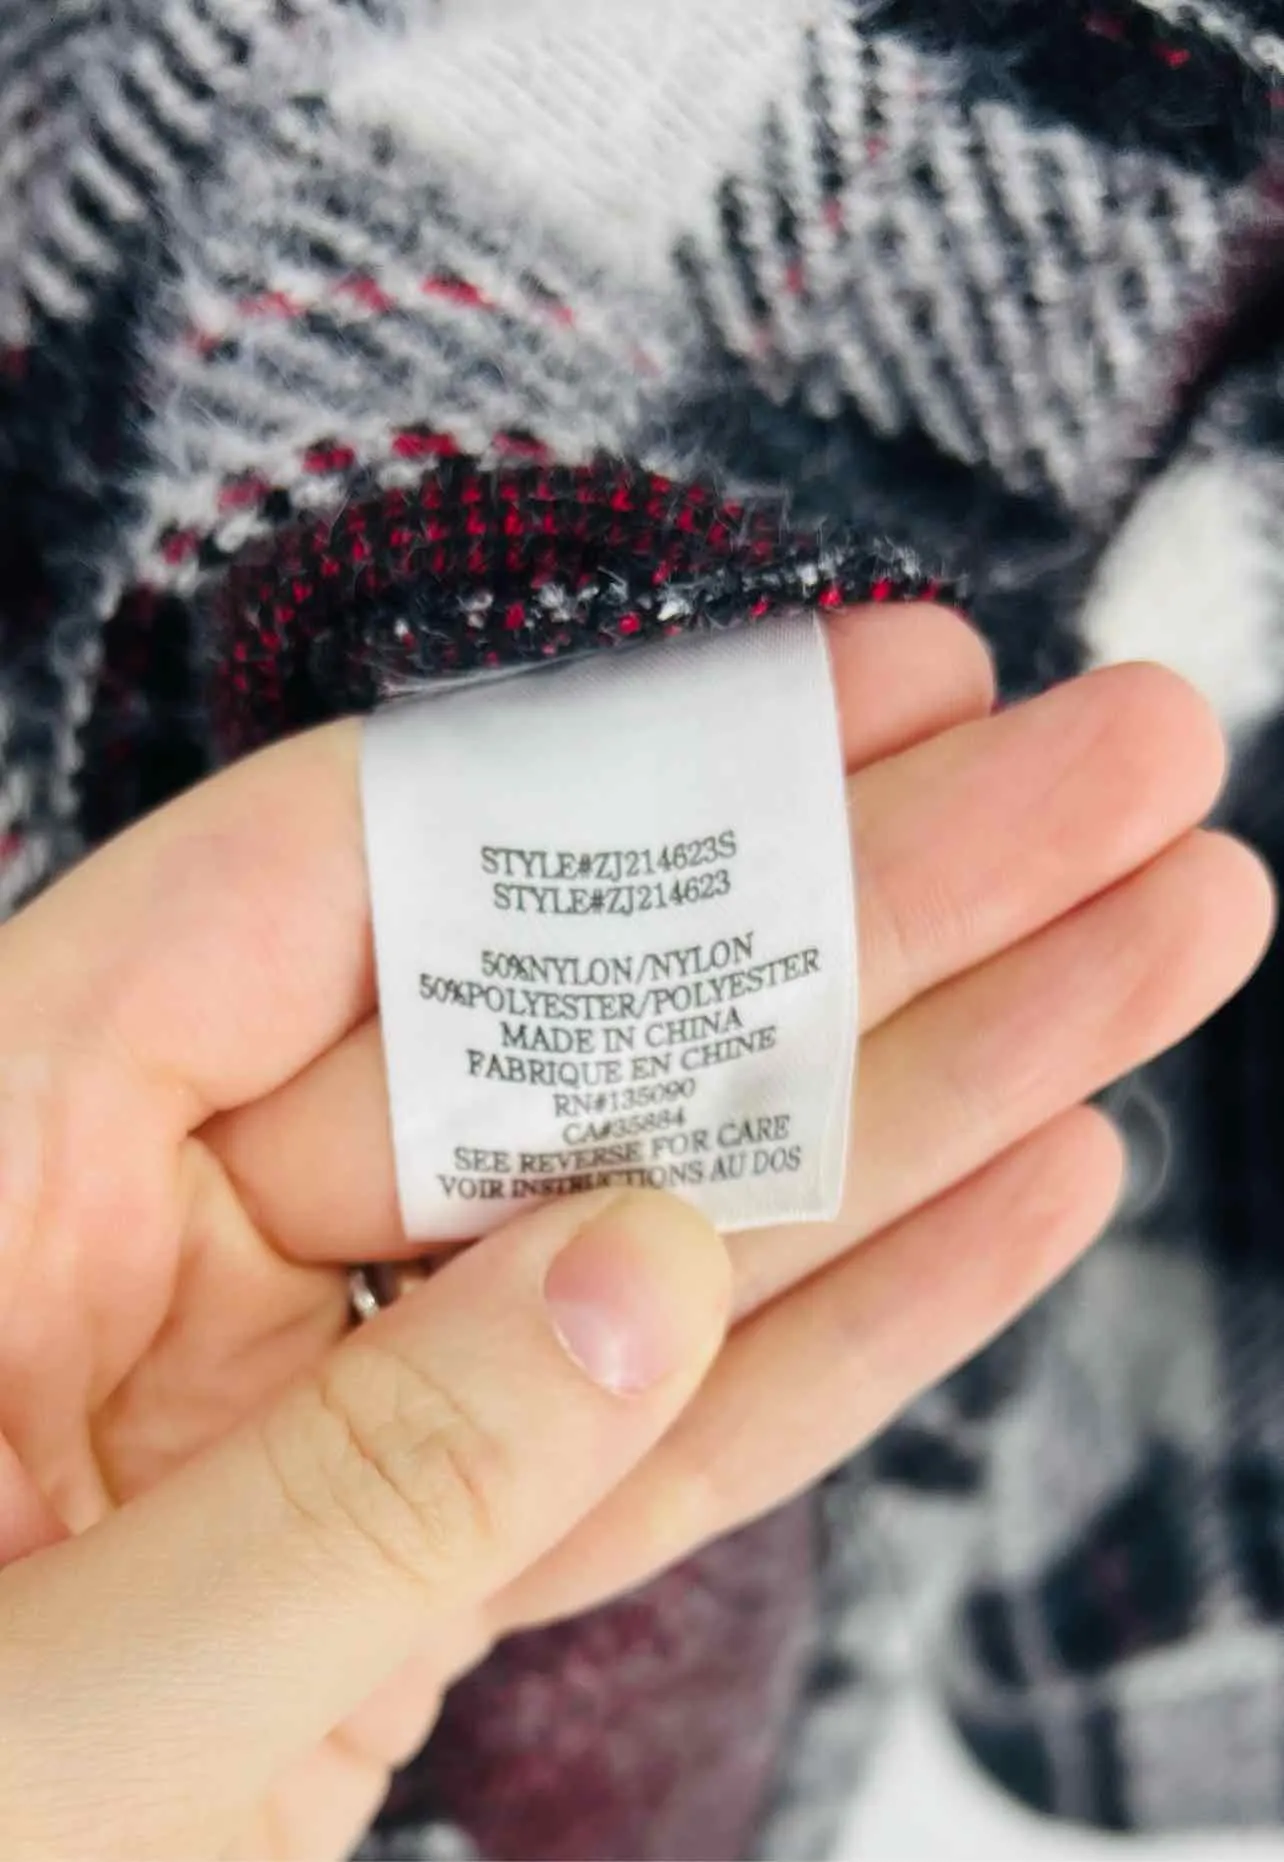 STYLE#ZJ214623S
STYLE#ZJ214623
50%NYLON/NYLON
50%POLYESTER/POLYESTER
MADE IN CHINA
FABRIQUE EN CHINE
RN#135090
CA#35884
SEE REVERSE FOR CARE
VOIR INSTRUCTIONS AU DOS